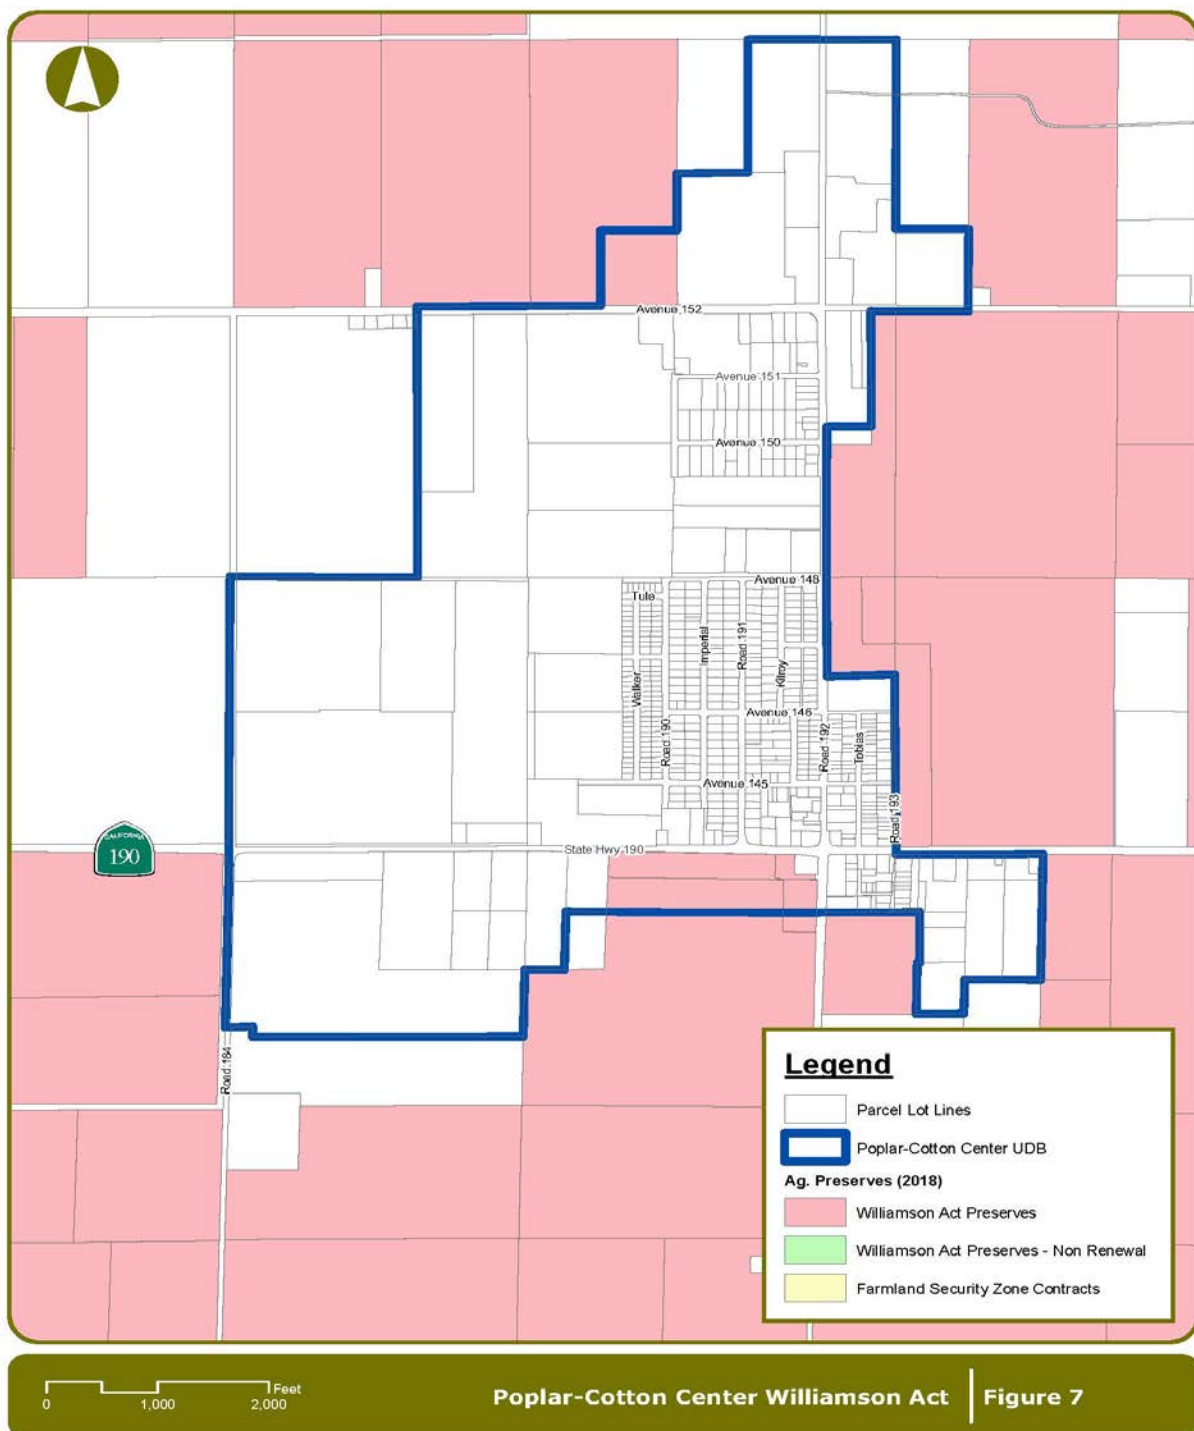 Avenue 152
Avenue 151
Avenue 150
Avenue 148
Tule
Imperial
Road 191
Kilroy
Walker
Avenue 146
Road 190
Road 192
Tobias
Avenue 145
Road 193
CALIFORNIA
190
State Hwy 190
Road 184
Legend
Parcel Lot Lines
Poplar-Cotton Center UDB
Ag. Preserves (2018)
Williamson Act Preserves
Williamson Act Preserves - Non Renewal
Farmland Security Zone Contracts
Feet
0 1,000 2,000
Poplar-Cotton Center Williamson Act Figure 7